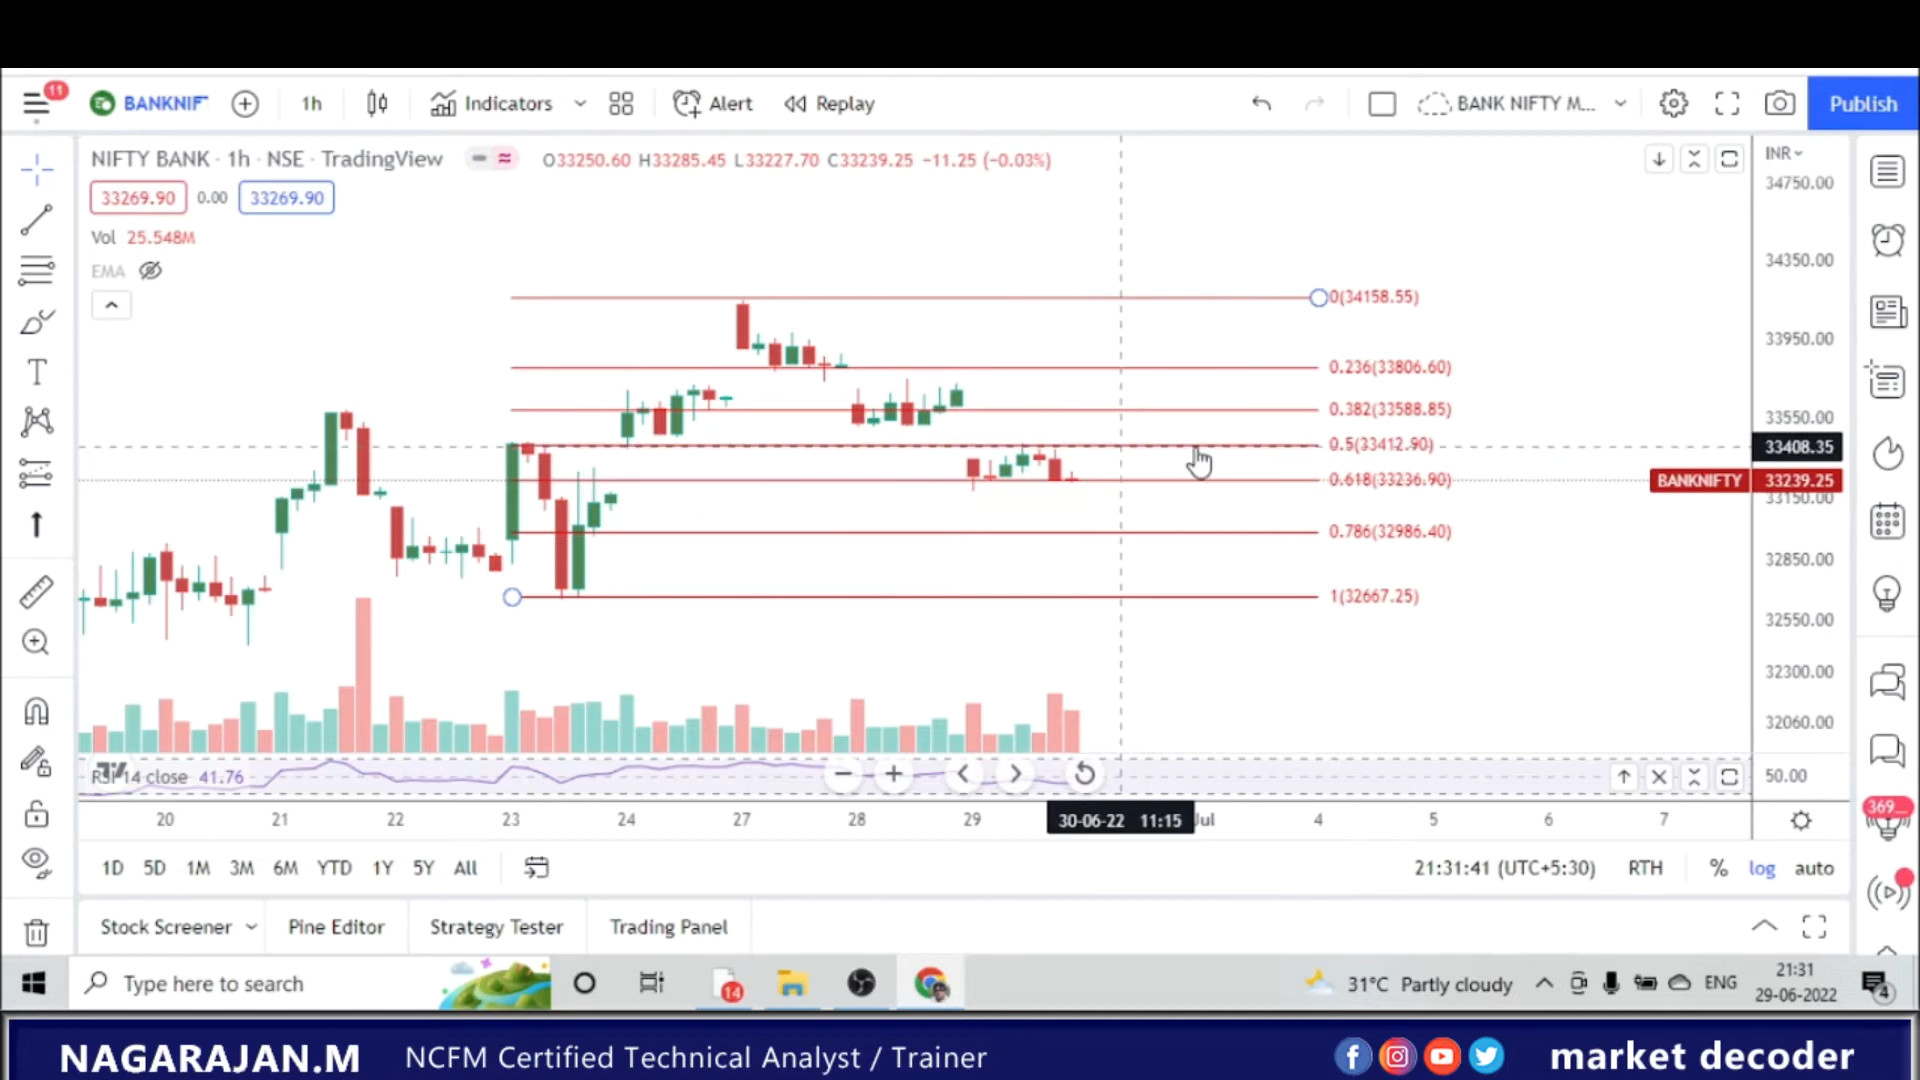 11
BANKNIF
1h
Indicators
Alert
Replay
BANK NIFTY M...
Publish
NIFTY BANK · 1h · NSE · TradingView
O33250.60 H33285.45 L33227.70 C33239.25 −11.25 (−0.03%)
INR
33269.90 0.00 33269.90
Vol 25.548M
EMA
34750.00
34350.00
33950.00
33550.00
33408.35
BANKNIFTY 33239.25
33150.00
32850.00
32550.00
32300.00
32060.00
50.00
0(34158.55)
0.236(33806.60)
0.382(33588.85)
0.5(33412.90)
0.618(33236.90)
0.786(32986.40)
1(32667.25)
RSI 14 close 41.76
20 21 22 23 24 27 28 29 30-06-22 11:15 Jul 4 5 6 7
369
1D 5D 1M 3M 6M YTD 1Y 5Y All
21:31:41 (UTC+5:30) RTH % log auto
Stock Screener Pine Editor Strategy Tester Trading Panel
Type here to search
14
31°C Partly cloudy
ENG
21:31
29-06-2022
4
NAGARAJAN.M NCFM Certified Technical Analyst / Trainer
market decoder